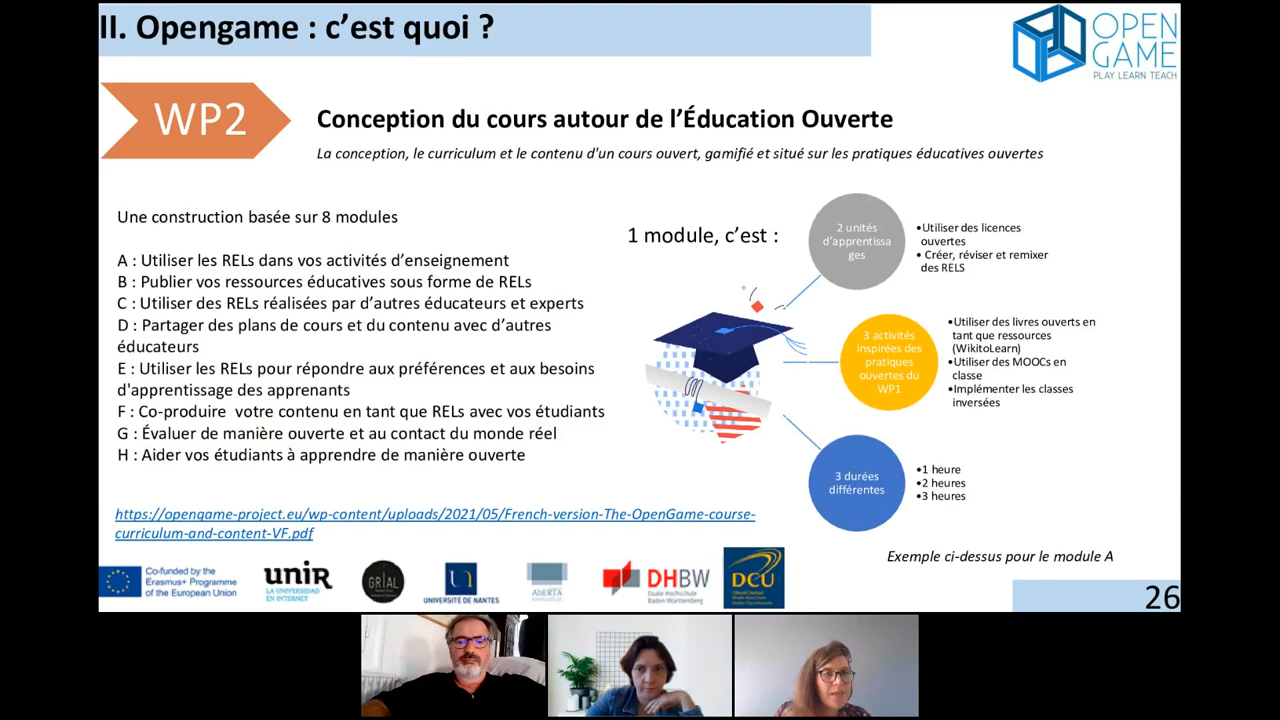 II. Opengame : c’est quoi ?
OPEN
GAME
PLAY LEARN TEACH
WP2
Conception du cours autour de l’Éducation Ouverte
La conception, le curriculum et le contenu d'un cours ouvert, gamifié et situé sur les pratiques éducatives ouvertes
Une construction basée sur 8 modules
A : Utiliser les RELs dans vos activités d’enseignement
B : Publier vos ressources éducatives sous forme de RELs
C : Utiliser des RELs réalisées par d’autres éducateurs et experts
D : Partager des plans de cours et du contenu avec d’autres
éducateurs
E : Utiliser les RELs pour répondre aux préférences et aux besoins
d'apprentissage des apprenants
F : Co-produire votre contenu en tant que RELs avec vos étudiants
G : Évaluer de manière ouverte et au contact du monde réel
H : Aider vos étudiants à apprendre de manière ouverte
https://opengame-project.eu/wp-content/uploads/2021/05/French-version-The-OpenGame-course-
curriculum-and-content-VF.pdf
1 module, c’est :
2 unités
d’apprentissa
ges
•Utiliser des licences
ouvertes
• Créer, réviser et remixer
des RELS
3 activités
inspirées des
pratiques
ouvertes du
WP1
•Utiliser des livres ouverts en
tant que ressources
(WikitoLearn)
•Utiliser des MOOCs en
classe
•Implémenter les classes
inversées
3 durées
différentes
•1 heure
•2 heures
•3 heures
Exemple ci-dessus pour le module A
Co-funded by the
Erasmus+ Programme
of the European Union
unir
LA UNIVERSIDAD
EN INTERNET
GRIAL
UNIVERSITÉ DE NANTES
AbERTA
DHBW
Duale Hochschule
Baden-Württemberg
DCU
26